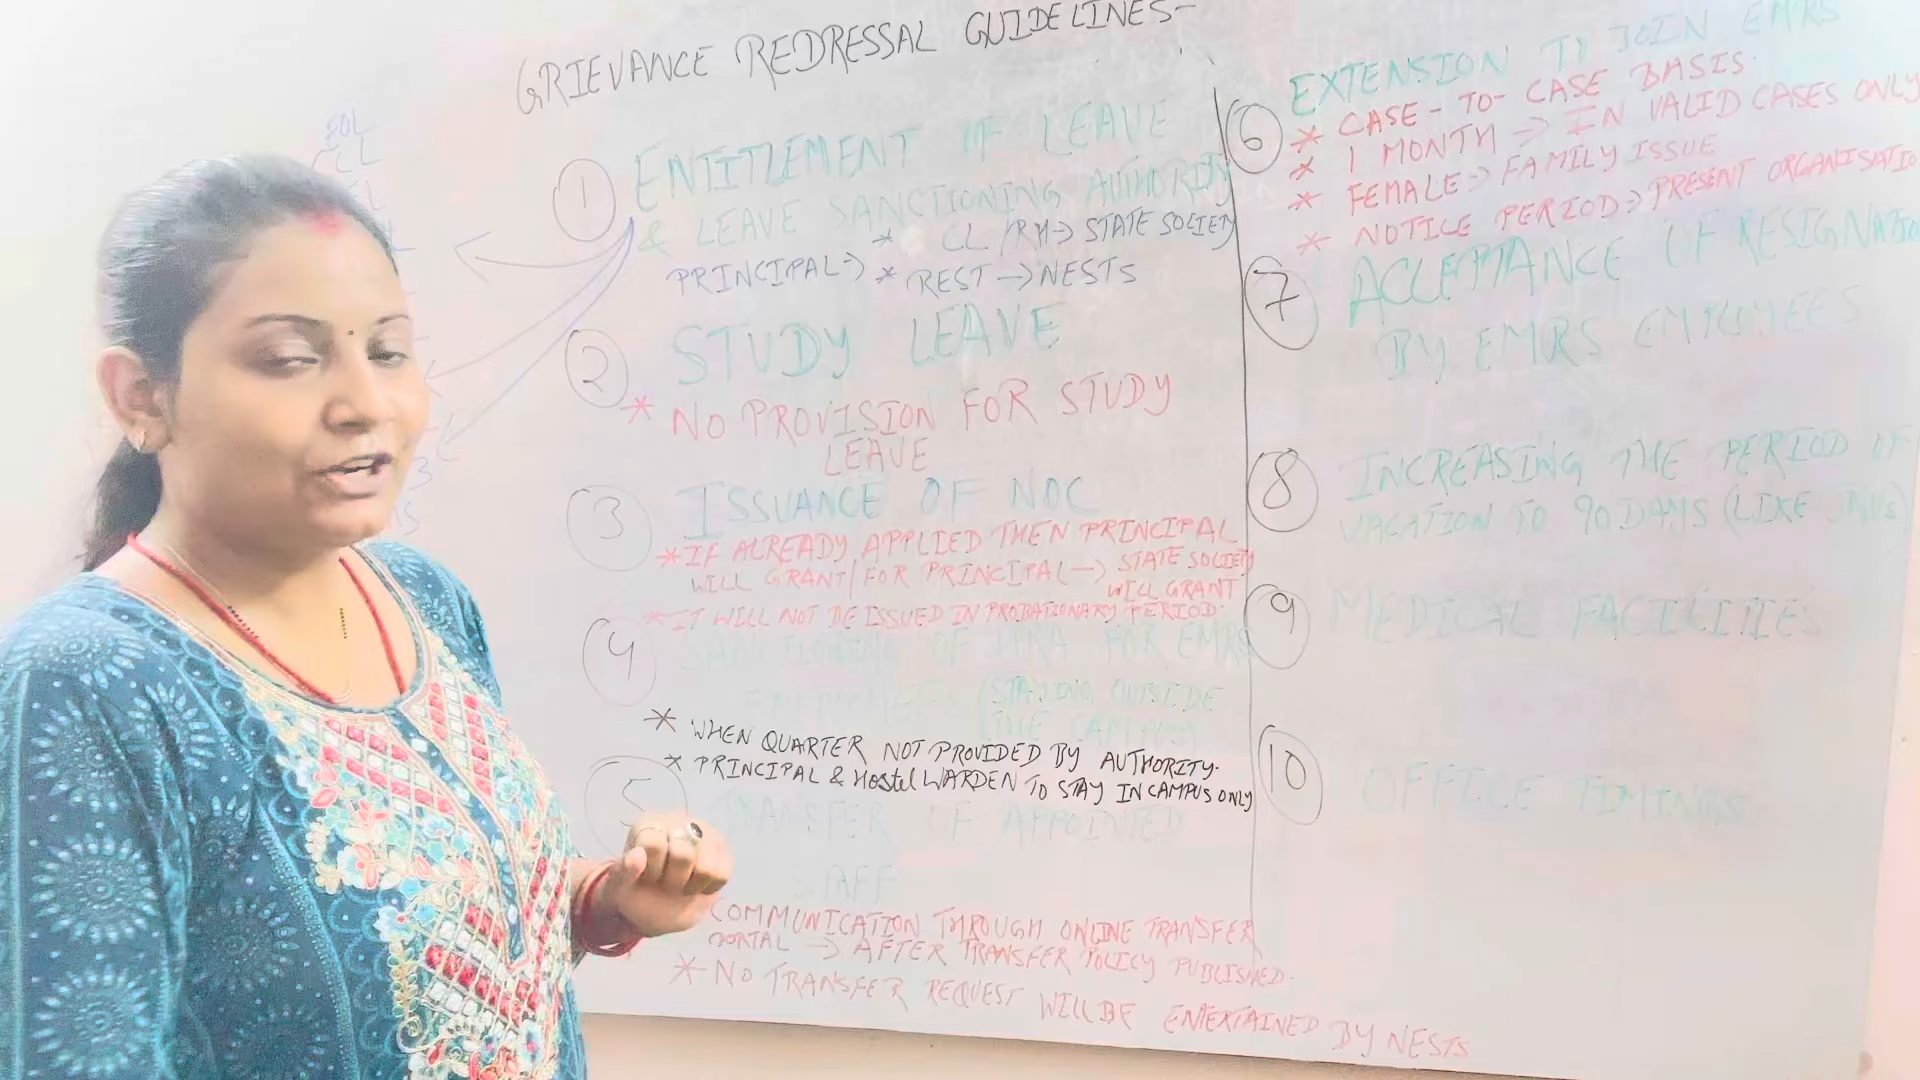 GRIEVANCE REDRESSAL GUIDELINES-
EOL
CCL
1 ENTITLEMENT OF LEAVE
& LEAVE SANCTIONING AUTHORITY
* CL/RH → STATE SOCIETY
PRINCIPAL → * REST → NESTS
2 STUDY LEAVE
* NO PROVISION FOR STUDY
LEAVE
3 ISSUANCE OF NOC
* IF ALREADY APPLIED THEN PRINCIPAL
WILL GRANT/FOR PRINCIPAL → STATE SOCIETY
WILL GRANT
* IT WILL NOT BE ISSUED IN PROBATIONARY PERIOD.
4 SANCTIONING OF HRA FOR EMRS
EMPLOYEES (STAYING OUTSIDE
THE CAMPUS)
* WHEN QUARTER NOT PROVIDED BY AUTHORITY.
* PRINCIPAL & Hostel WARDEN TO STAY IN CAMPUS ONLY
5 TRANSFER OF APPOINTED
STAFF
COMMUNICATION THROUGH ONLINE TRANSFER
PORTAL → AFTER TRANSFER POLICY PUBLISHED.
* NO TRANSFER REQUEST WILL BE ENTERTAINED BY NESTS
6 EXTENSION TO JOIN EMRS
* CASE-TO-CASE BASIS.
* 1 MONTH → IN VALID CASES ONLY
* FEMALE → FAMILY ISSUE
* NOTICE PERIOD → PRESENT ORGANISATIO
7 ACCEPTANCE OF RESIGNATIO
BY EMRS EMPLOYEES
8 INCREASING THE PERIOD OF
VACATION TO 90 DAYS (LIKE JNVs)
9 MEDICAL FACILITIES
10 OFFICE TIMINGS